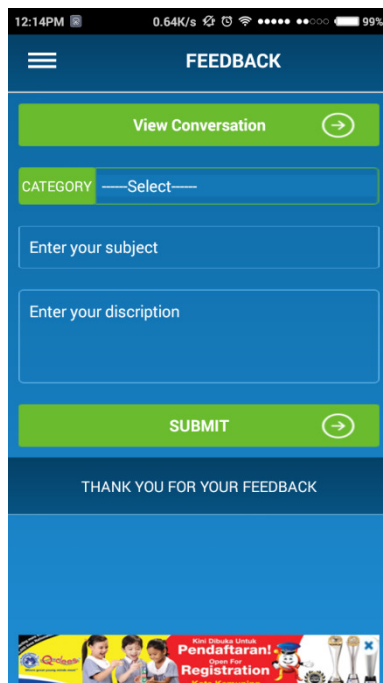 12:14PM 0.64K/s 99%
FEEDBACK
View Conversation
CATEGORY -----Select-----
Enter your subject
Enter your discription
SUBMIT
THANK YOU FOR YOUR FEEDBACK
Kini Dibuka Untuk
Pendaftaran!
Open For
Registration
Q-dees